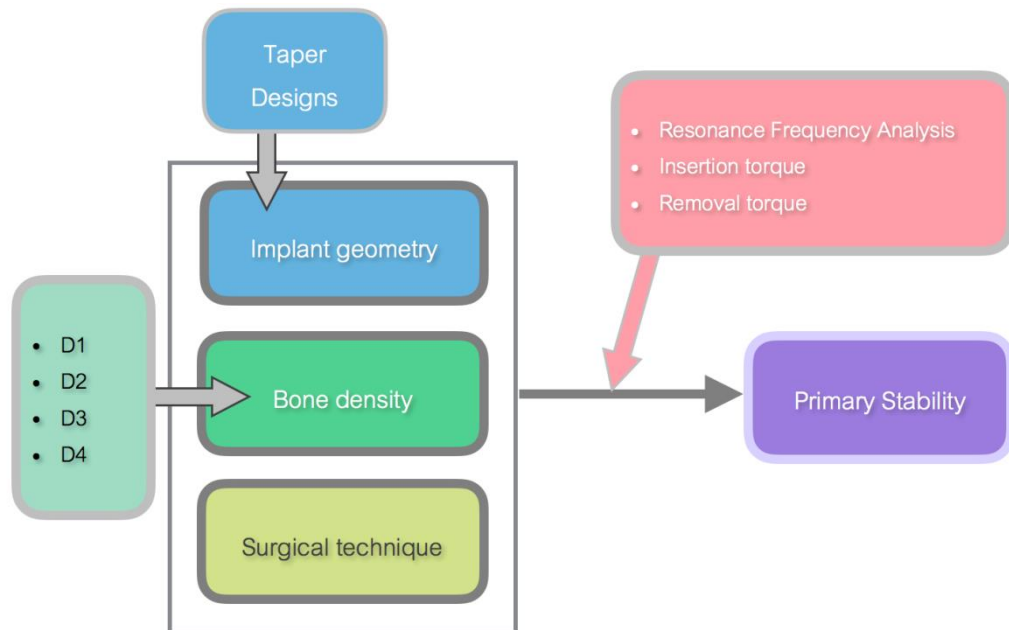 Taper
Designs
• Resonance Frequency Analysis
• Insertion torque
• Removal torque
Implant geometry
• D1
• D2
• D3
• D4
Bone density
Primary Stability
Surgical technique